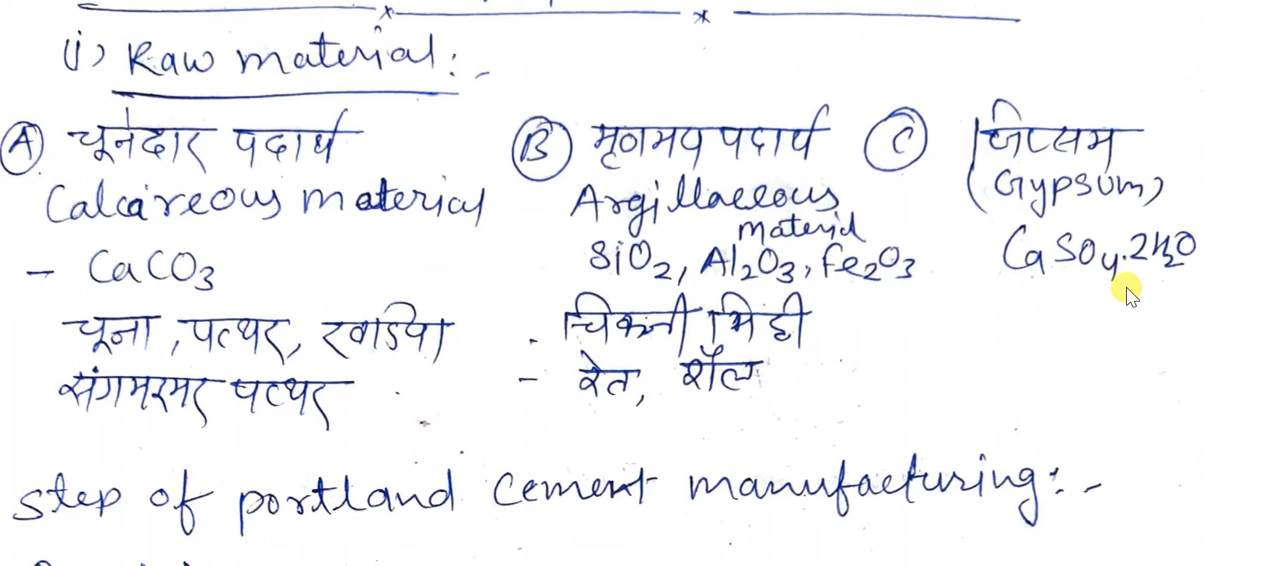 (i) Raw material:-
(A) चूनेदार पदार्थ
Calcareous material
- CaCO3
चूना, पत्थर, खडिया
संगमरमर पत्थर
(B) मृणमय पदार्थ
Argillaceous
material
SiO2, Al2O3, Fe2O3
. चिकनी मिट्टी
- रेत, शैल
(C) जिप्सम
(Gypsum)
CaSO4.2H2O
step of portland cement manufacturing:-